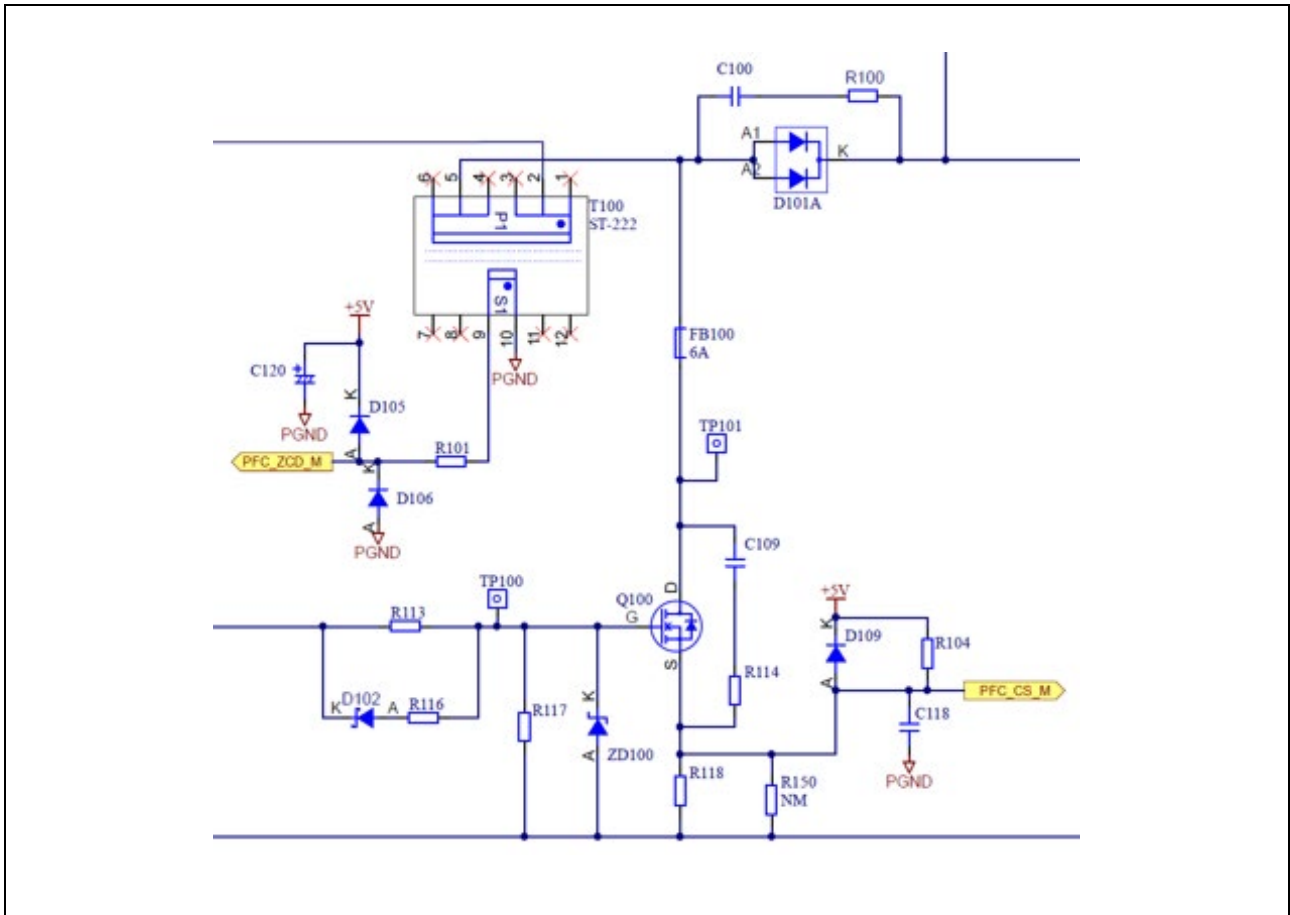 C100
R100
A1
A2
K
D101A
6
5
4
3
2
1
P1
T100
ST-222
S1
7
8
9
10
11
12
PGND
+5V
C120
PGND
K
D105
A
PFC_ZCD_M
R101
K
D106
A
PGND
FB100
6A
TP101
C109
TP100
R113
Q100
D
G
S
K
D102
A
R116
R117
K
A
ZD100
R114
R118
+5V
K
D109
R104
A
PFC_CS_M
C118
PGND
R150
NM